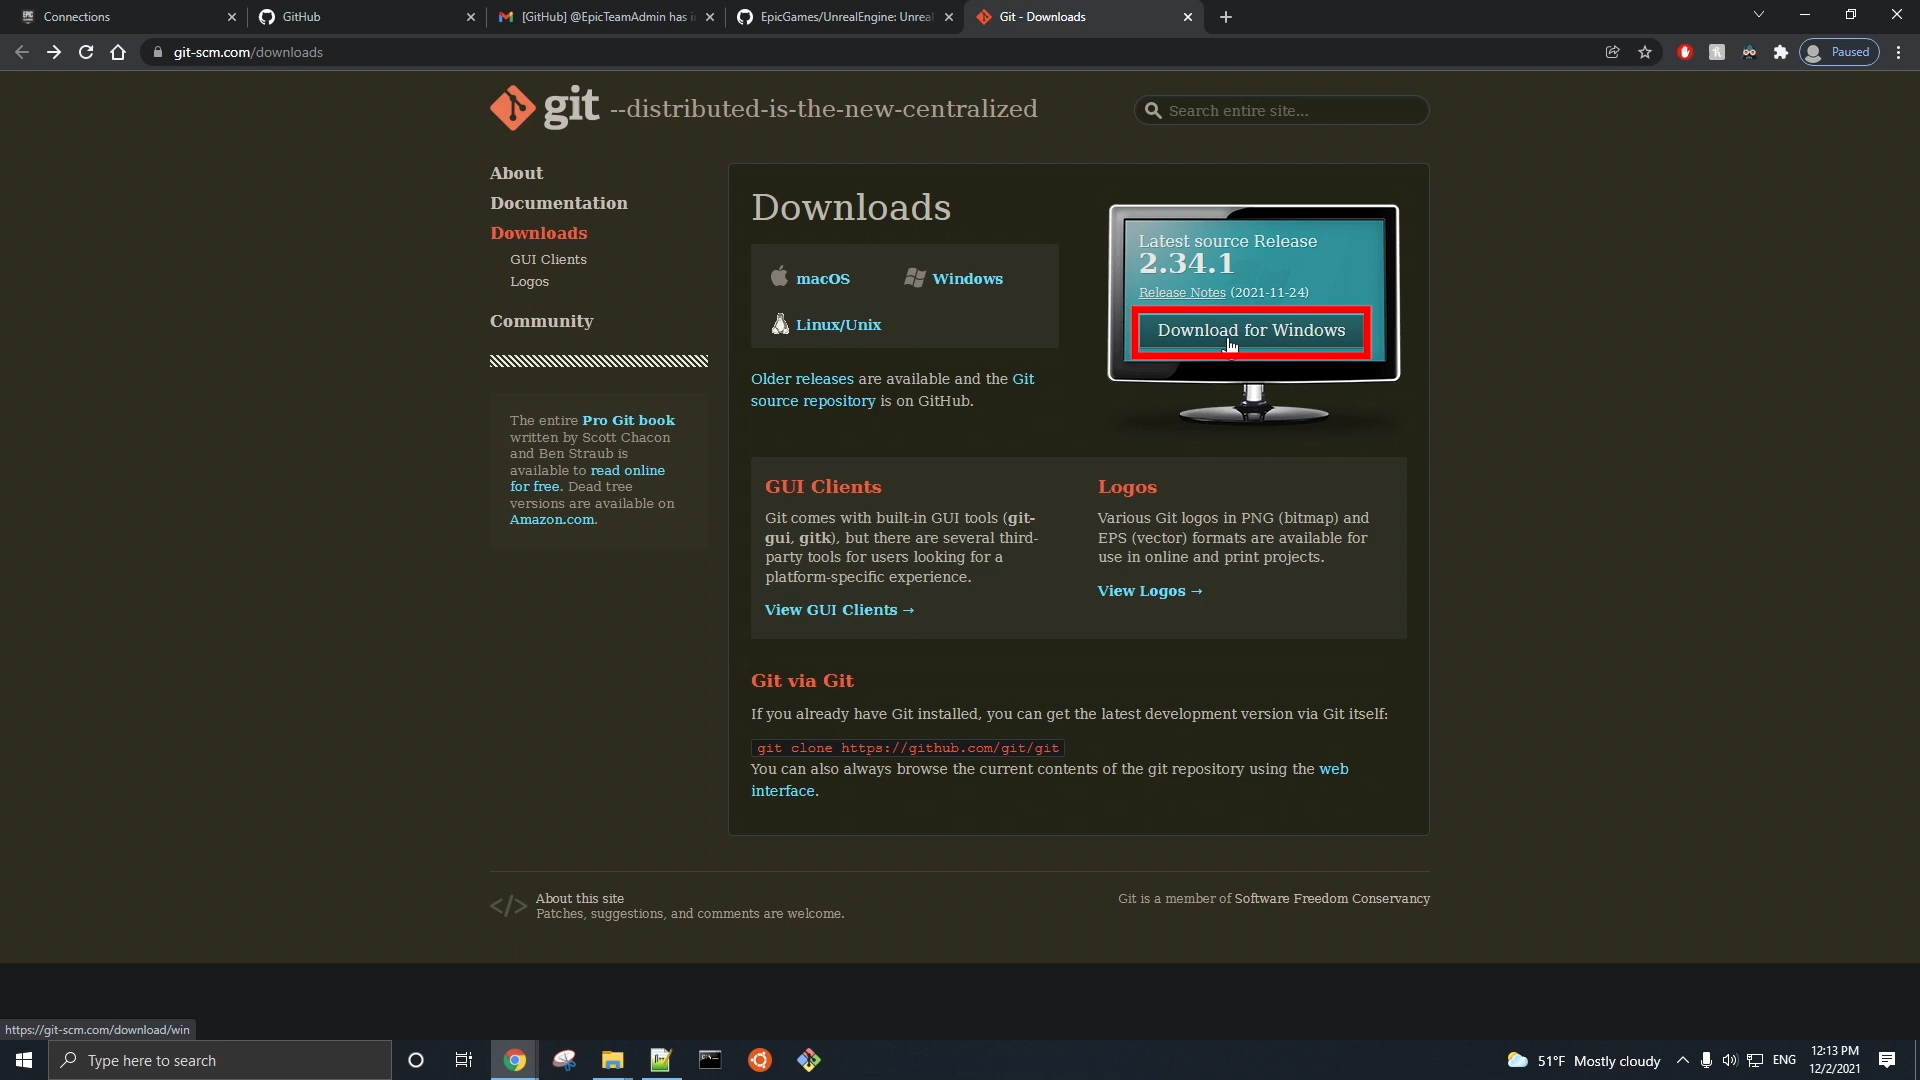 Connections
GitHub
[GitHub] @EpicTeamAdmin has i
EpicGames/UnrealEngine: Unreal
Git - Downloads
git-scm.com/downloads
Paused
git --distributed-is-the-new-centralized
Search entire site...
About
Documentation
Downloads
GUI Clients
Logos
Community
The entire Pro Git book
written by Scott Chacon
and Ben Straub is
available to read online
for free. Dead tree
versions are available on
Amazon.com.
Downloads
macOS
Windows
Linux/Unix
Older releases are available and the Git
source repository is on GitHub.
Latest source Release
2.34.1
Release Notes (2021-11-24)
Download for Windows
GUI Clients
Git comes with built-in GUI tools (git-
gui, gitk), but there are several third-
party tools for users looking for a
platform-specific experience.
View GUI Clients →
Logos
Various Git logos in PNG (bitmap) and
EPS (vector) formats are available for
use in online and print projects.
View Logos →
Git via Git
If you already have Git installed, you can get the latest development version via Git itself:
git clone https://github.com/git/git
You can also always browse the current contents of the git repository using the web
interface.
</> About this site
Patches, suggestions, and comments are welcome.
Git is a member of Software Freedom Conservancy
https://git-scm.com/download/win
Type here to search
51°F Mostly cloudy
ENG
12:13 PM
12/2/2021